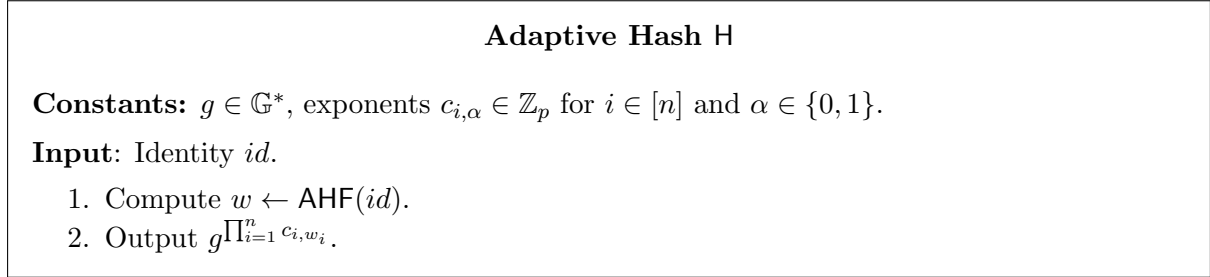 Adaptive Hash H
Constants: g ∈ 𝔾*, exponents c_{i,α} ∈ ℤ_p for i ∈ [n] and α ∈ {0, 1}.
Input: Identity id.
1. Compute w ← AHF(id).
2. Output g^{∏_{i=1}^{n} c_{i,w_i}}.